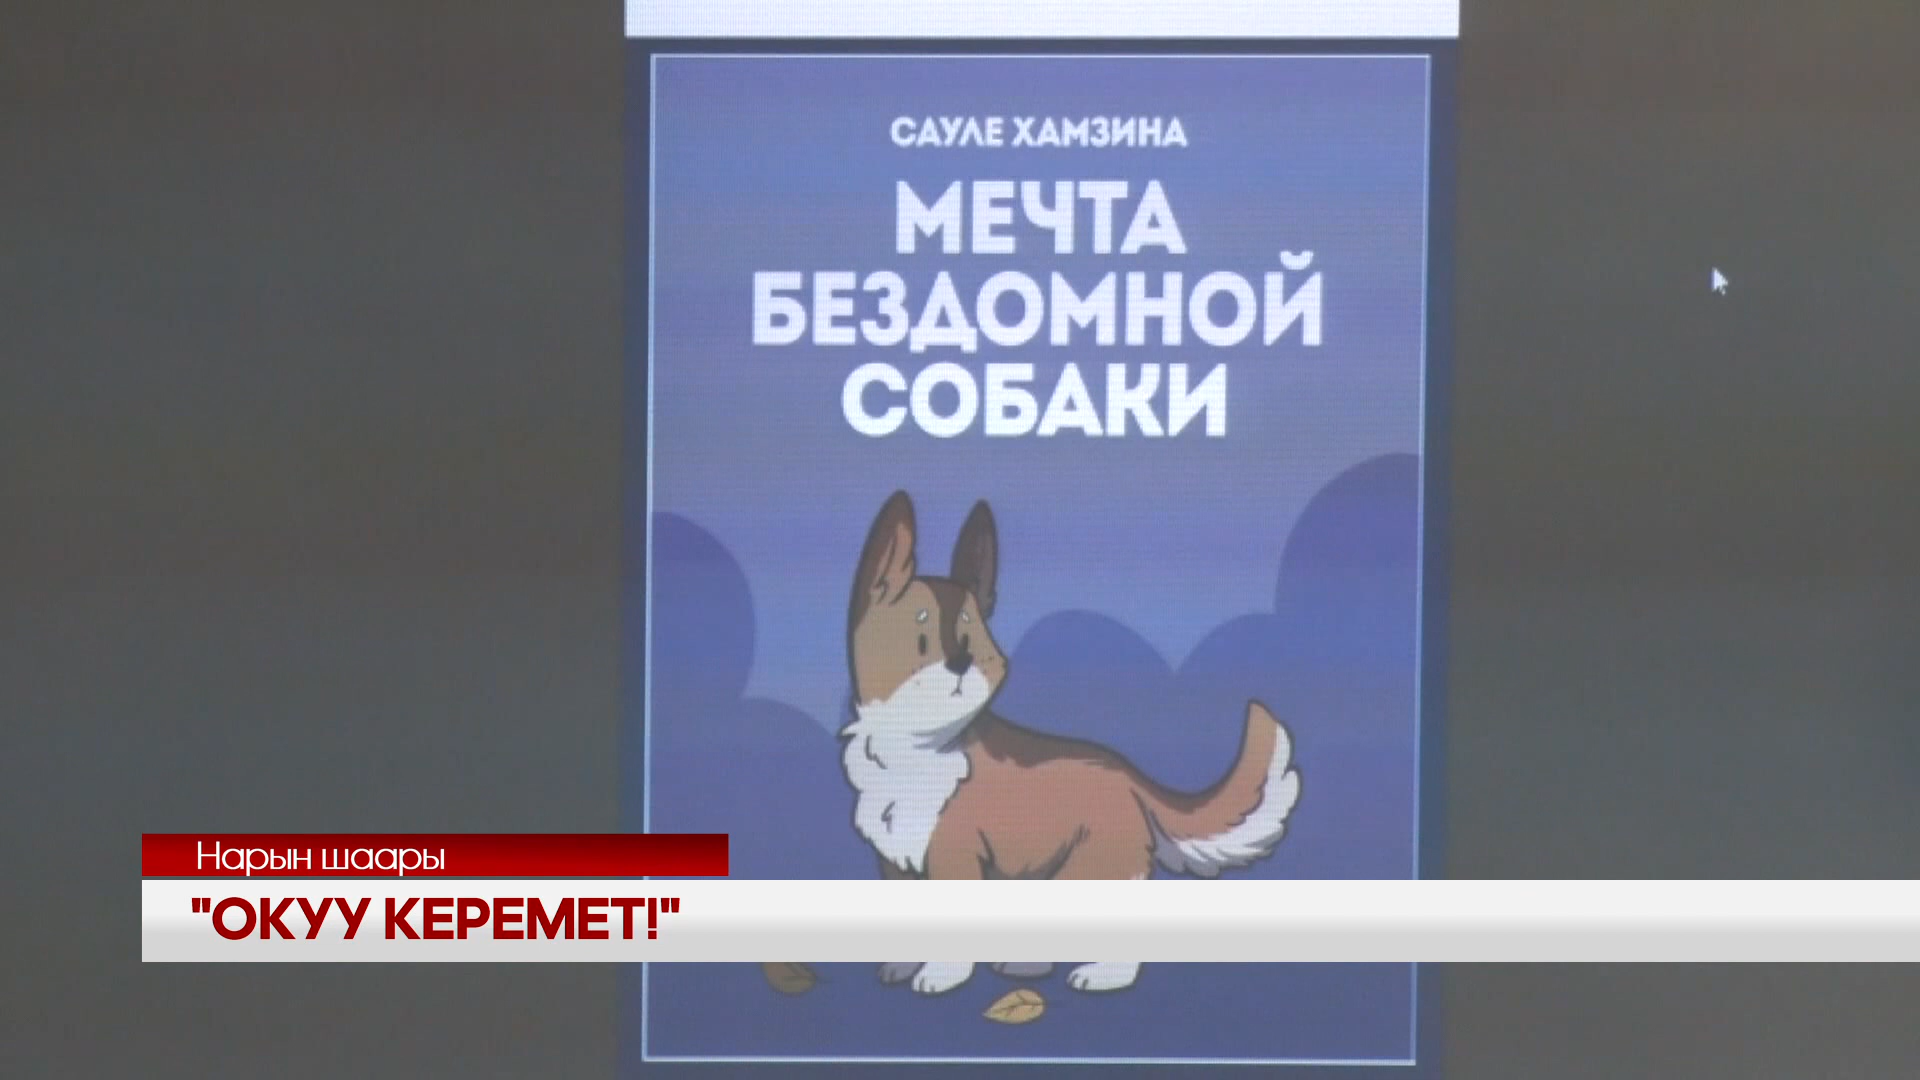 САУЛЕ ХАМЗИНА
МЕЧТА
БЕЗДОМНОЙ
СОБАКИ
Нарын шаары
"ОКУУ КЕРЕМЕТ!"